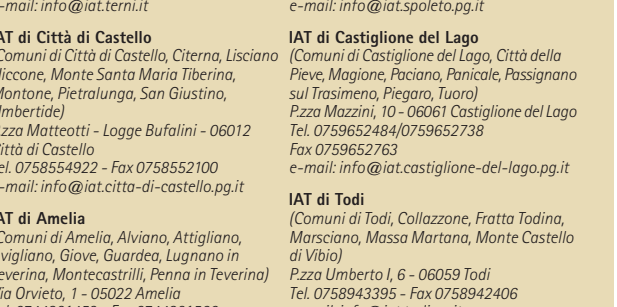 -mail: info@iat.terni.it
AT di Città di Castello
Comuni di Città di Castello, Citerna, Lisciano
Niccone, Monte Santa Maria Tiberina,
Montone, Pietralunga, San Giustino,
Umbertide)
P.zza Matteotti - Logge Bufalini - 06012
Città di Castello
Tel. 0758554922 - Fax 0758552100
-mail: info@iat.citta-di-castello.pg.it
AT di Amelia
Comuni di Amelia, Alviano, Attigliano,
Avigliano, Giove, Guardea, Lugnano in
Teverina, Montecastrilli, Penna in Teverina)
Via Orvieto, 1 - 05022 Amelia
e-mail: info@iat.spoleto.pg.it
IAT di Castiglione del Lago
(Comuni di Castiglione del Lago, Città della
Pieve, Magione, Paciano, Panicale, Passignano
sul Trasimeno, Piegaro, Tuoro)
P.zza Mazzini, 10 - 06061 Castiglione del Lago
Tel. 0759652484/0759652738
Fax 0759652763
e-mail: info@iat.castiglione-del-lago.pg.it
IAT di Todi
(Comuni di Todi, Collazzone, Fratta Todina,
Marsciano, Massa Martana, Monte Castello
di Vibio)
P.zza Umberto I, 6 - 06059 Todi
Tel. 0758943395 - Fax 0758942406